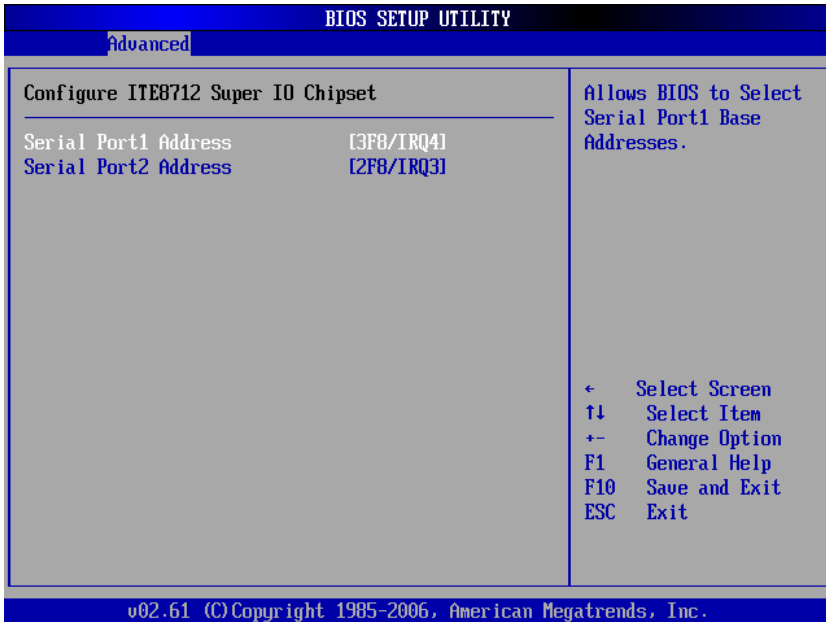 BIOS SETUP UTILITY
Advanced
Configure ITE8712 Super IO Chipset
Serial Port1 Address [3F8/IRQ4]
Serial Port2 Address [2F8/IRQ3]
Allows BIOS to Select
Serial Port1 Base
Addresses.
← Select Screen
↑↓ Select Item
+- Change Option
F1 General Help
F10 Save and Exit
ESC Exit
v02.61 (C)Copyright 1985-2006, American Megatrends, Inc.